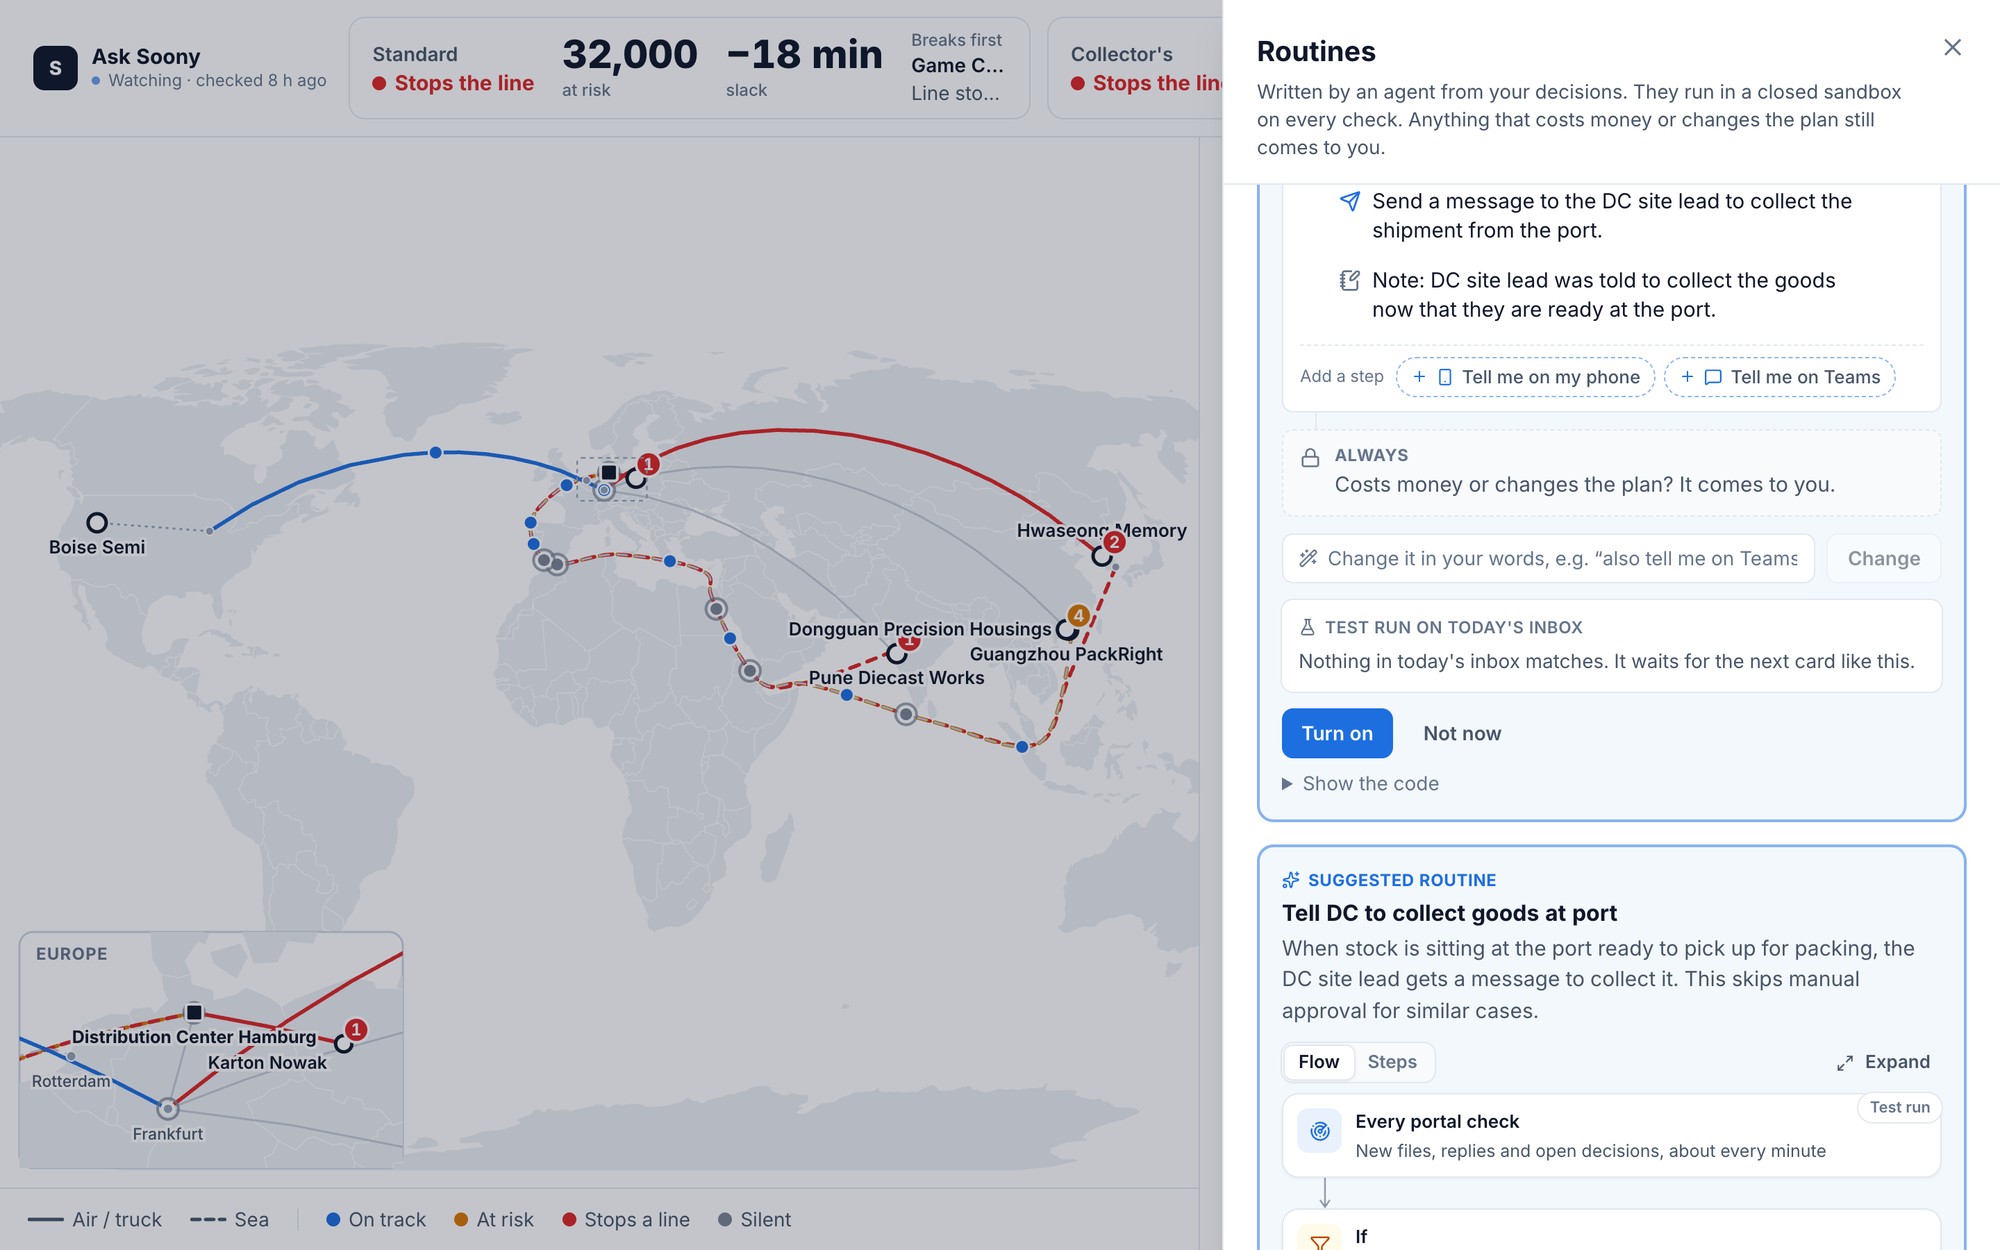 S
Ask Soony
Watching · checked 8 h ago
Standard
Stops the line
32,000
at risk
−18 min
slack
Breaks first
Game C…
Line sto…
Collector's
Stops the lin
Boise Semi
1
Hwaseong Memory
2
4
Dongguan Precision Housings
1
Guangzhou PackRight
Pune Diecast Works
EUROPE
Distribution Center Hamburg
1
Karton Nowak
Rotterdam
Frankfurt
Air / truck
Sea
On track
At risk
Stops a line
Silent
Routines
Written by an agent from your decisions. They run in a closed sandbox
on every check. Anything that costs money or changes the plan still
comes to you.
Send a message to the DC site lead to collect the
shipment from the port.
Note: DC site lead was told to collect the goods
now that they are ready at the port.
Add a step
+ Tell me on my phone
+ Tell me on Teams
ALWAYS
Costs money or changes the plan? It comes to you.
Change it in your words, e.g. “also tell me on Teams
Change
TEST RUN ON TODAY'S INBOX
Nothing in today's inbox matches. It waits for the next card like this.
Turn on
Not now
Show the code
SUGGESTED ROUTINE
Tell DC to collect goods at port
When stock is sitting at the port ready to pick up for packing, the
DC site lead gets a message to collect it. This skips manual
approval for similar cases.
Flow
Steps
Expand
Test run
Every portal check
New files, replies and open decisions, about every minute
If